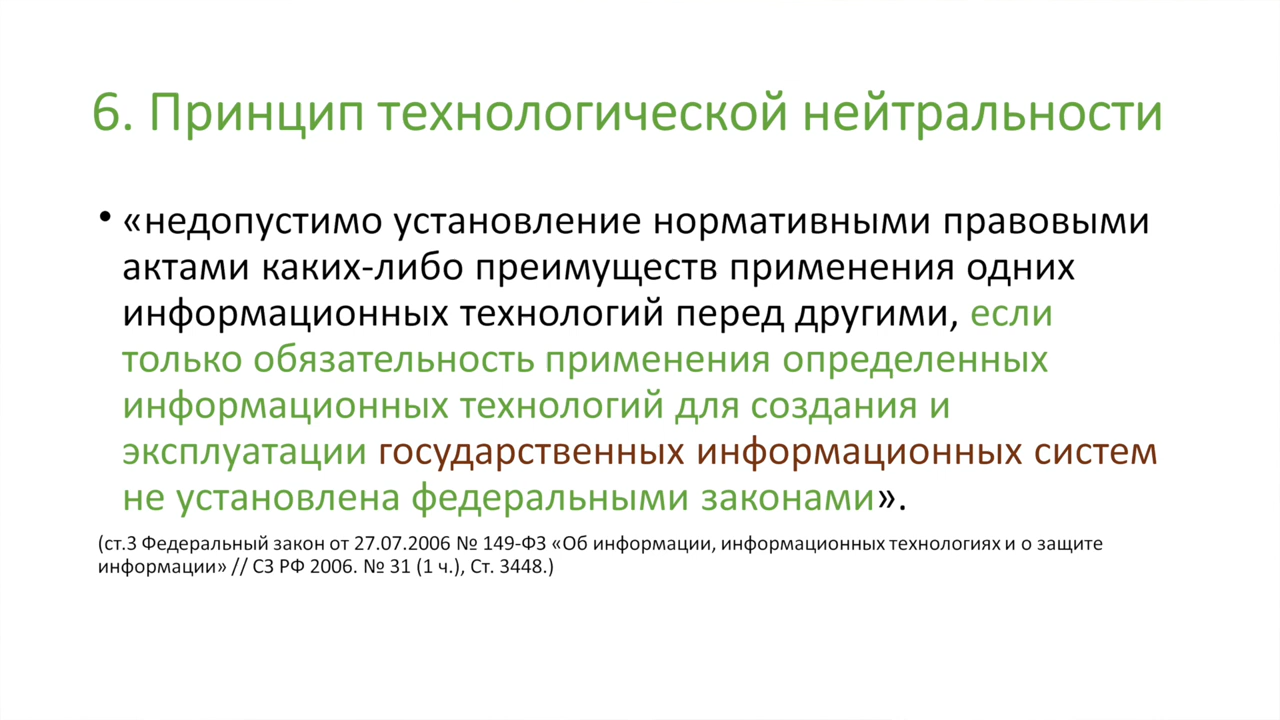 6. Принцип технологической нейтральности
• «недопустимо установление нормативными правовыми
актами каких-либо преимуществ применения одних
информационных технологий перед другими, если
только обязательность применения определенных
информационных технологий для создания и
эксплуатации государственных информационных систем
не установлена федеральными законами».
(ст.3 Федеральный закон от 27.07.2006 № 149-ФЗ «Об информации, информационных технологиях и о защите
информации» // СЗ РФ 2006. № 31 (1 ч.), Ст. 3448.)